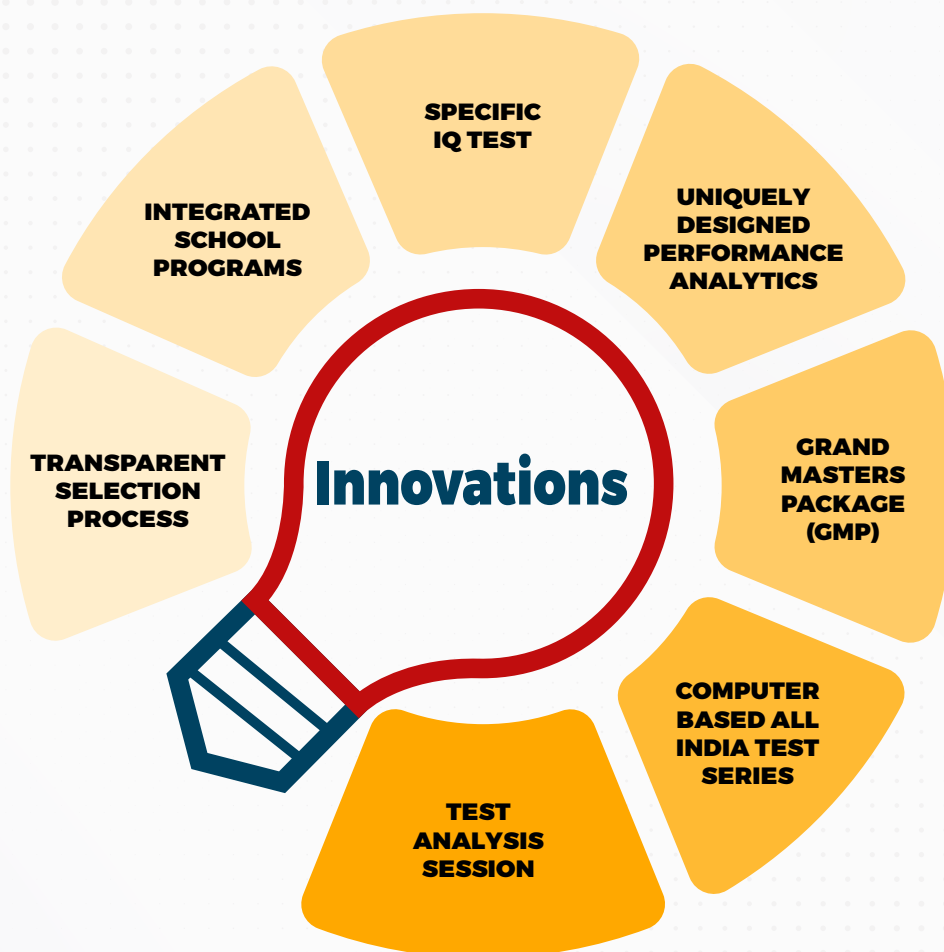 SPECIFIC
IQ TEST
UNIQUELY
DESIGNED
PERFORMANCE
ANALYTICS
GRAND
MASTERS
PACKAGE
(GMP)
COMPUTER
BASED ALL
INDIA TEST
SERIES
TEST
ANALYSIS
SESSION
TRANSPARENT
SELECTION
PROCESS
INTEGRATED
SCHOOL
PROGRAMS
Innovations